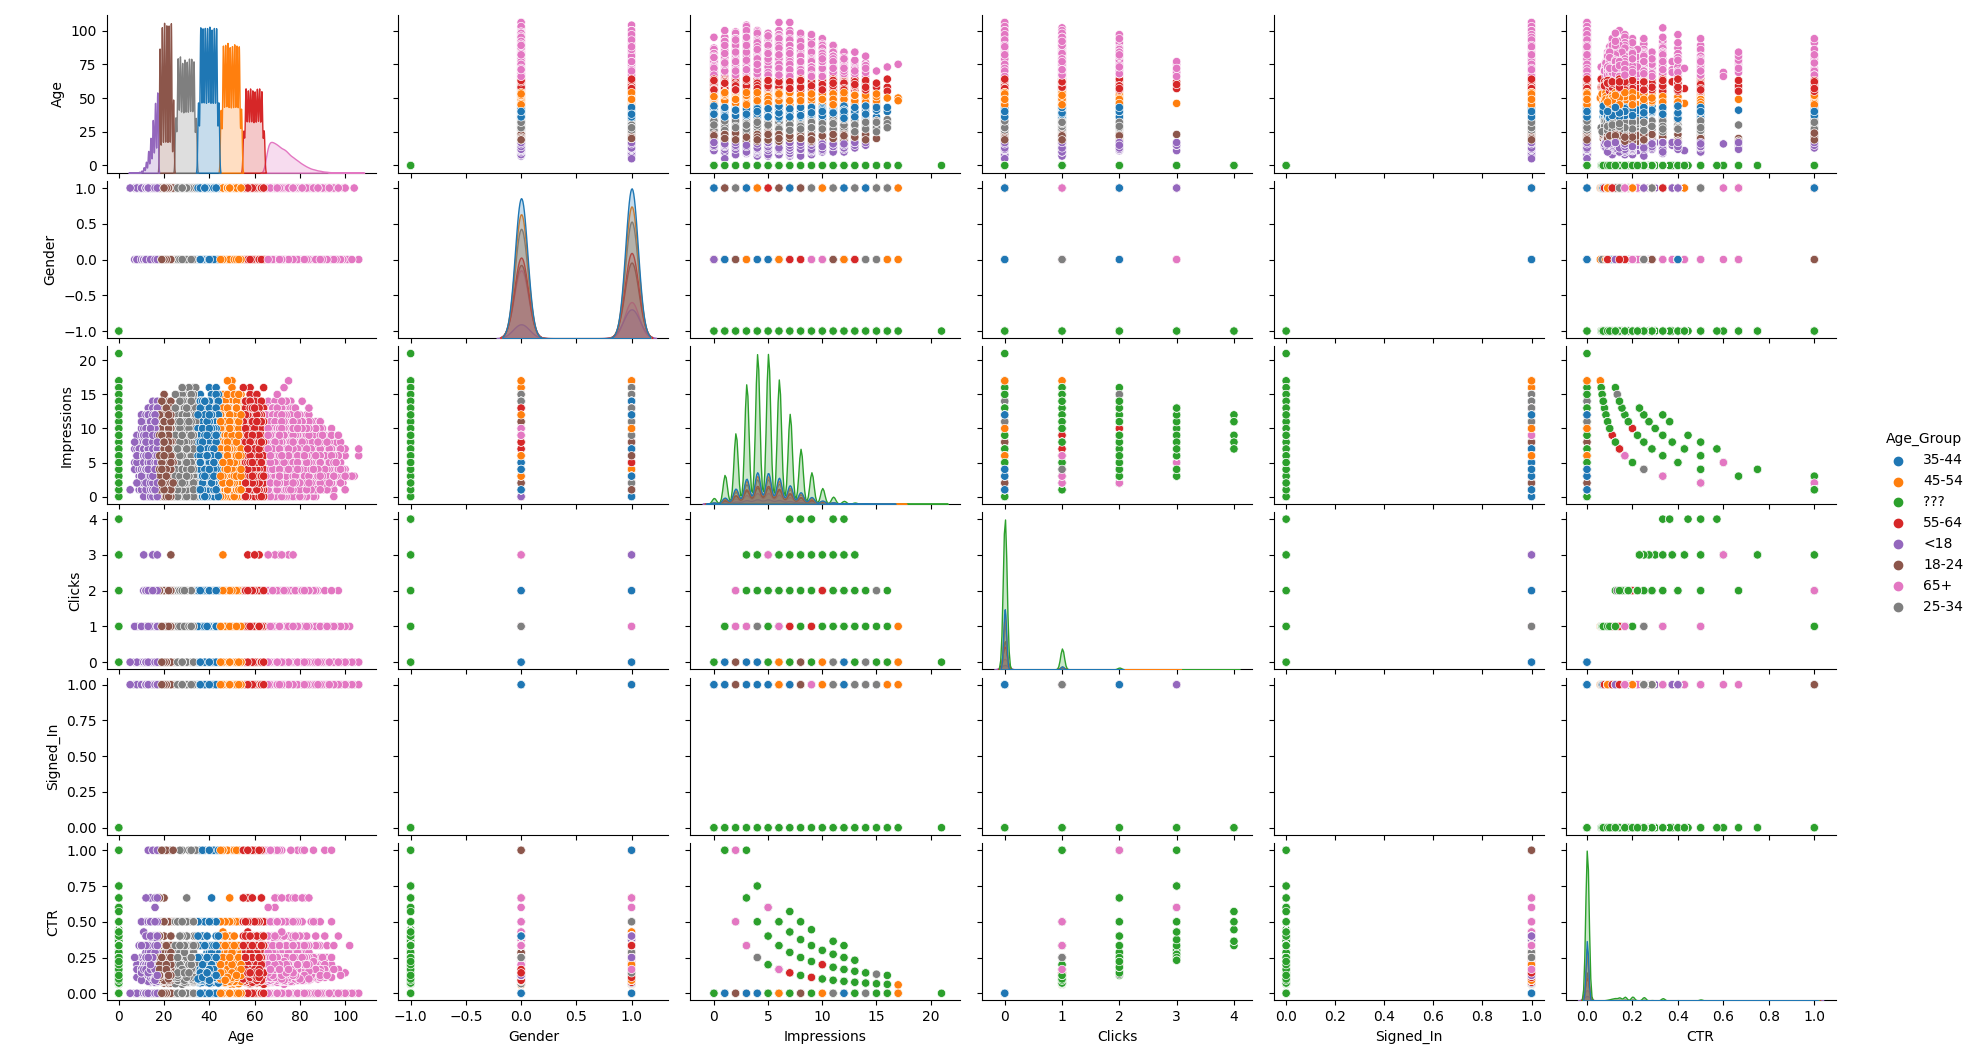 100
75
50
25
0
Age
1.0
0.5
0.0
−0.5
−1.0
Gender
20
15
10
5
0
Impressions
4
3
2
1
0
Clicks
1.00
0.75
0.50
0.25
0.00
Signed_In
1.00
0.75
0.50
0.25
0.00
CTR
0 20 40 60 80 100
Age
−1.0 −0.5 0.0 0.5 1.0
Gender
0 5 10 15 20
Impressions
0 1 2 3 4
Clicks
0.0 0.2 0.4 0.6 0.8 1.0
Signed_In
0.0 0.2 0.4 0.6 0.8 1.0
CTR
Age_Group
35-44
45-54
???
55-64
<18
18-24
65+
25-34